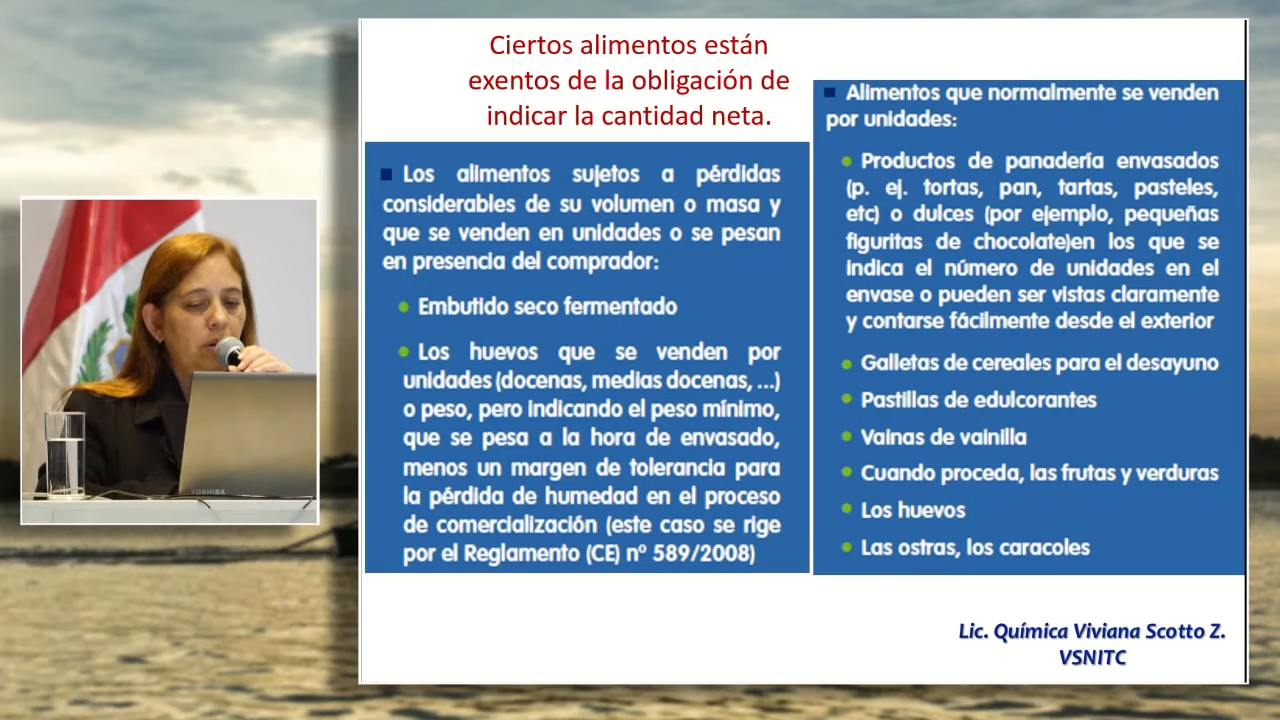 Ciertos alimentos están
exentos de la obligación de
indicar la cantidad neta.
Los alimentos sujetos a pérdidas
considerables de su volumen o masa y
que se venden en unidades o se pesan
en presencia del comprador:
Embutido seco fermentado
Los huevos que se venden por
unidades (docenas, medias docenas, ...)
o peso, pero indicando el peso mínimo,
que se pesa a la hora de envasado,
menos un margen de tolerancia para
la pérdida de humedad en el proceso
de comercialización (este caso se rige
por el Reglamento (CE) nº 589/2008)
Alimentos que normalmente se venden
por unidades:
Productos de panadería envasados
(p. ej. tortas, pan, tartas, pasteles,
etc) o dulces (por ejemplo, pequeñas
figuritas de chocolate)en los que se
indica el número de unidades en el
envase o pueden ser vistas claramente
y contarse fácilmente desde el exterior
Galletas de cereales para el desayuno
Pastillas de edulcorantes
Vainas de vainilla
Cuando proceda, las frutas y verduras
Los huevos
Las ostras, los caracoles
Lic. Química Viviana Scotto Z.
VSNITC
TOSHIBA